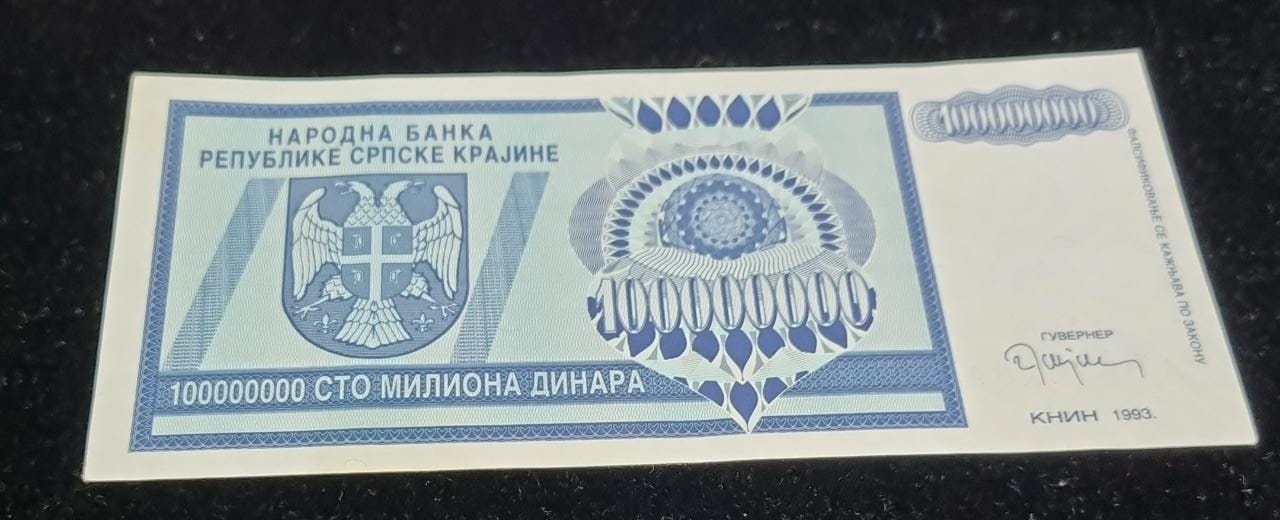 НАРОДНА БАНКА
РЕПУБЛИКЕ СРПСКЕ КРАЈИНЕ
100000000
100000000
100000000 СТО МИЛИОНА ДИНАРА
ФАЛСИФИКОВАЊЕ СЕ КАЖЊАВА ПО ЗАКОНУ
ГУВЕРНЕР
КНИН 1993.